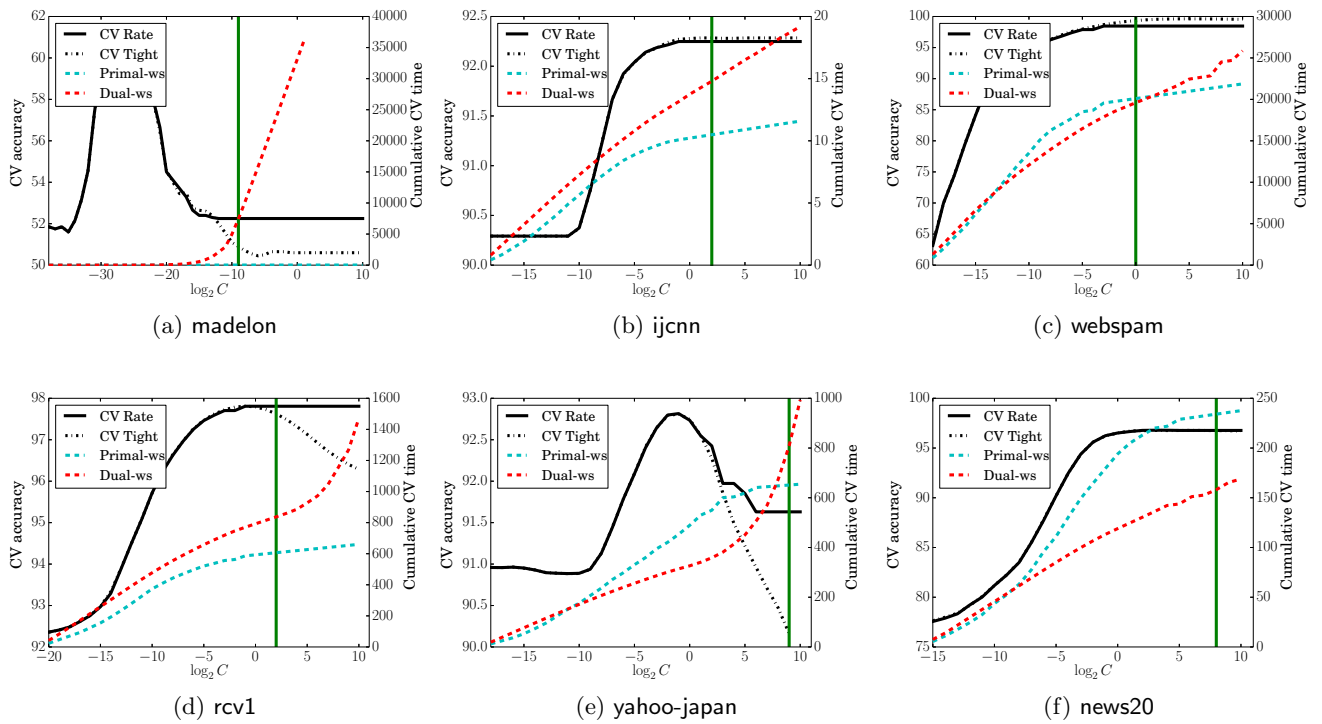 62 40000 92.5 20 100 30000
CV Rate CV Rate CV Rate
CV Tight CV Tight CV Tight
Primal-ws Primal-ws Primal-ws
Dual-ws Dual-ws Dual-ws
60 35000 92.0 15 95 25000
58 30000 91.5 10 90 20000
56 25000 91.0 5 85 15000
54 20000 90.5 0 80 10000
52 15000 90.0 75 5000
50 10000 70 0
5000 65
0 60
CV accuracy Cumulative CV time CV accuracy Cumulative CV time CV accuracy Cumulative CV time
−30 −20 −10 0 10 −15 −10 −5 0 5 10 −15 −10 −5 0 5 10
log₂ C log₂ C log₂ C
(a) madelon (b) ijcnn (c) webspam
98 1600 93.0 1000 100 250
CV Rate CV Rate CV Rate
CV Tight CV Tight CV Tight
Primal-ws Primal-ws Primal-ws
Dual-ws Dual-ws Dual-ws
97 1400 92.5 800 95 200
96 1200 92.0 600 90 150
95 1000 91.5 400 85 100
94 800 91.0 200 80 50
93 600 90.5 0 75 0
92 400 90.0
200
0
CV accuracy Cumulative CV time CV accuracy Cumulative CV time CV accuracy Cumulative CV time
−20 −15 −10 −5 0 5 10 −15 −10 −5 0 5 10 −15 −10 −5 0 5 10
log₂ C log₂ C log₂ C
(d) rcv1 (e) yahoo-japan (f) news20